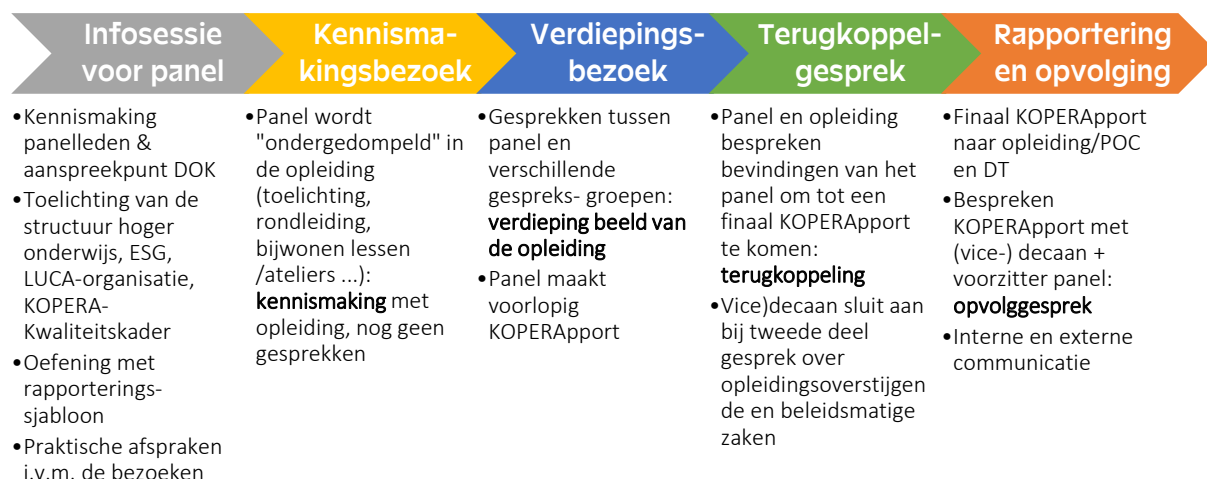 Infosessie
voor panel
Kennisma-
kingsbezoek
Verdiepings-
bezoek
Terugkoppel-
gesprek
Rapportering
en opvolging
•Kennismaking
panelleden &
aanspreekpunt DOK
•Toelichting van de
structuur hoger
onderwijs, ESG,
LUCA-organisatie,
KOPERA-
Kwaliteitskader
•Oefening met
rapporterings-
sjabloon
•Praktische afspraken
i.v.m. de bezoeken
•Panel wordt
"ondergedompeld" in
de opleiding
(toelichting,
rondleiding,
bijwonen lessen
/ateliers ...):
kennismaking met
opleiding, nog geen
gesprekken
•Gesprekken tussen
panel en
verschillende
gespreks- groepen:
verdieping beeld van
de opleiding
•Panel maakt
voorlopig
KOPERApport
•Panel en opleiding
bespreken
bevindingen van het
panel om tot een
finaal KOPERApport
te komen:
terugkoppeling
•Vice)decaan sluit aan
bij tweede deel
gesprek over
opleidingsoverstijgen
de en beleidsmatige
zaken
•Finaal KOPERApport
naar opleiding/POC
en DT
•Bespreken
KOPERApport met
(vice-) decaan +
voorzitter panel:
opvolggesprek
•Interne en externe
communicatie